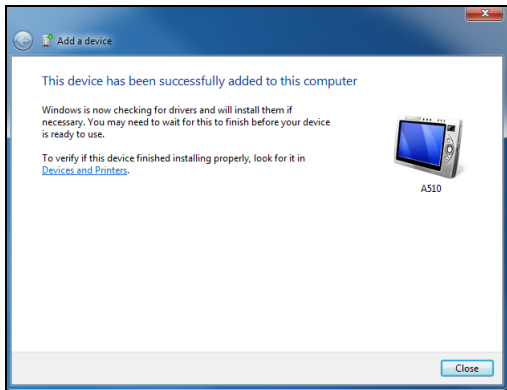 Add a device
This device has been successfully added to this computer
Windows is now checking for drivers and will install them if
necessary. You may need to wait for this to finish before your device
is ready to use.
To verify if this device finished installing properly, look for it in
Devices and Printers.
A510
Close